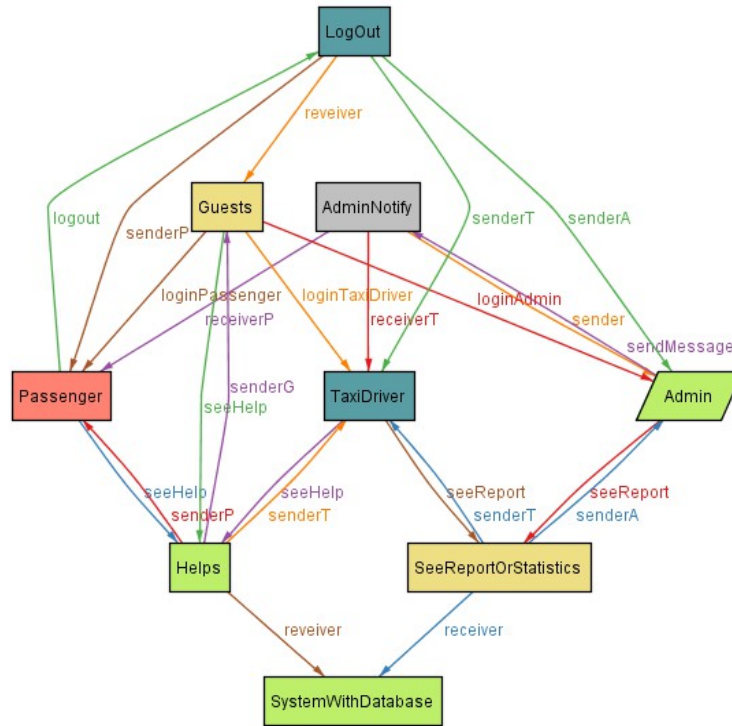 LogOut
reveiver
Guests
AdminNotify
logout
senderP
senderT
senderA
loginPassenger
loginTaxiDriver
loginAdmin
receiverP
receiverT
sender
sendMessage
Passenger
senderG
TaxiDriver
Admin
seeHelp
seeHelp
senderP
seeHelp
senderT
seeReport
senderT
seeReport
senderA
Helps
SeeReportOrStatistics
reveiver
receiver
SystemWithDatabase